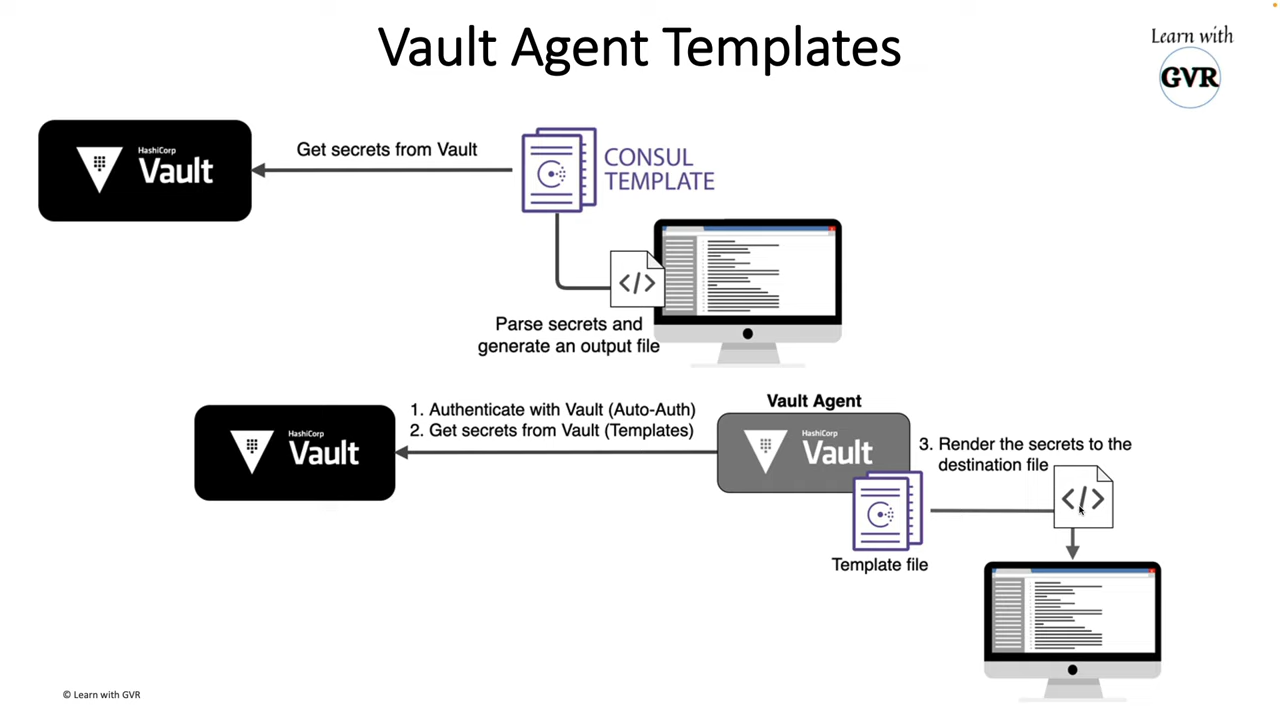 Vault Agent Templates
Learn with
GVR
HashiCorp
Vault
Get secrets from Vault
CONSUL
TEMPLATE
</>
Parse secrets and
generate an output file
HashiCorp
Vault
1. Authenticate with Vault (Auto-Auth)
2. Get secrets from Vault (Templates)
Vault Agent
HashiCorp
Vault
3. Render the secrets to the
destination file
</>
Template file
© Learn with GVR